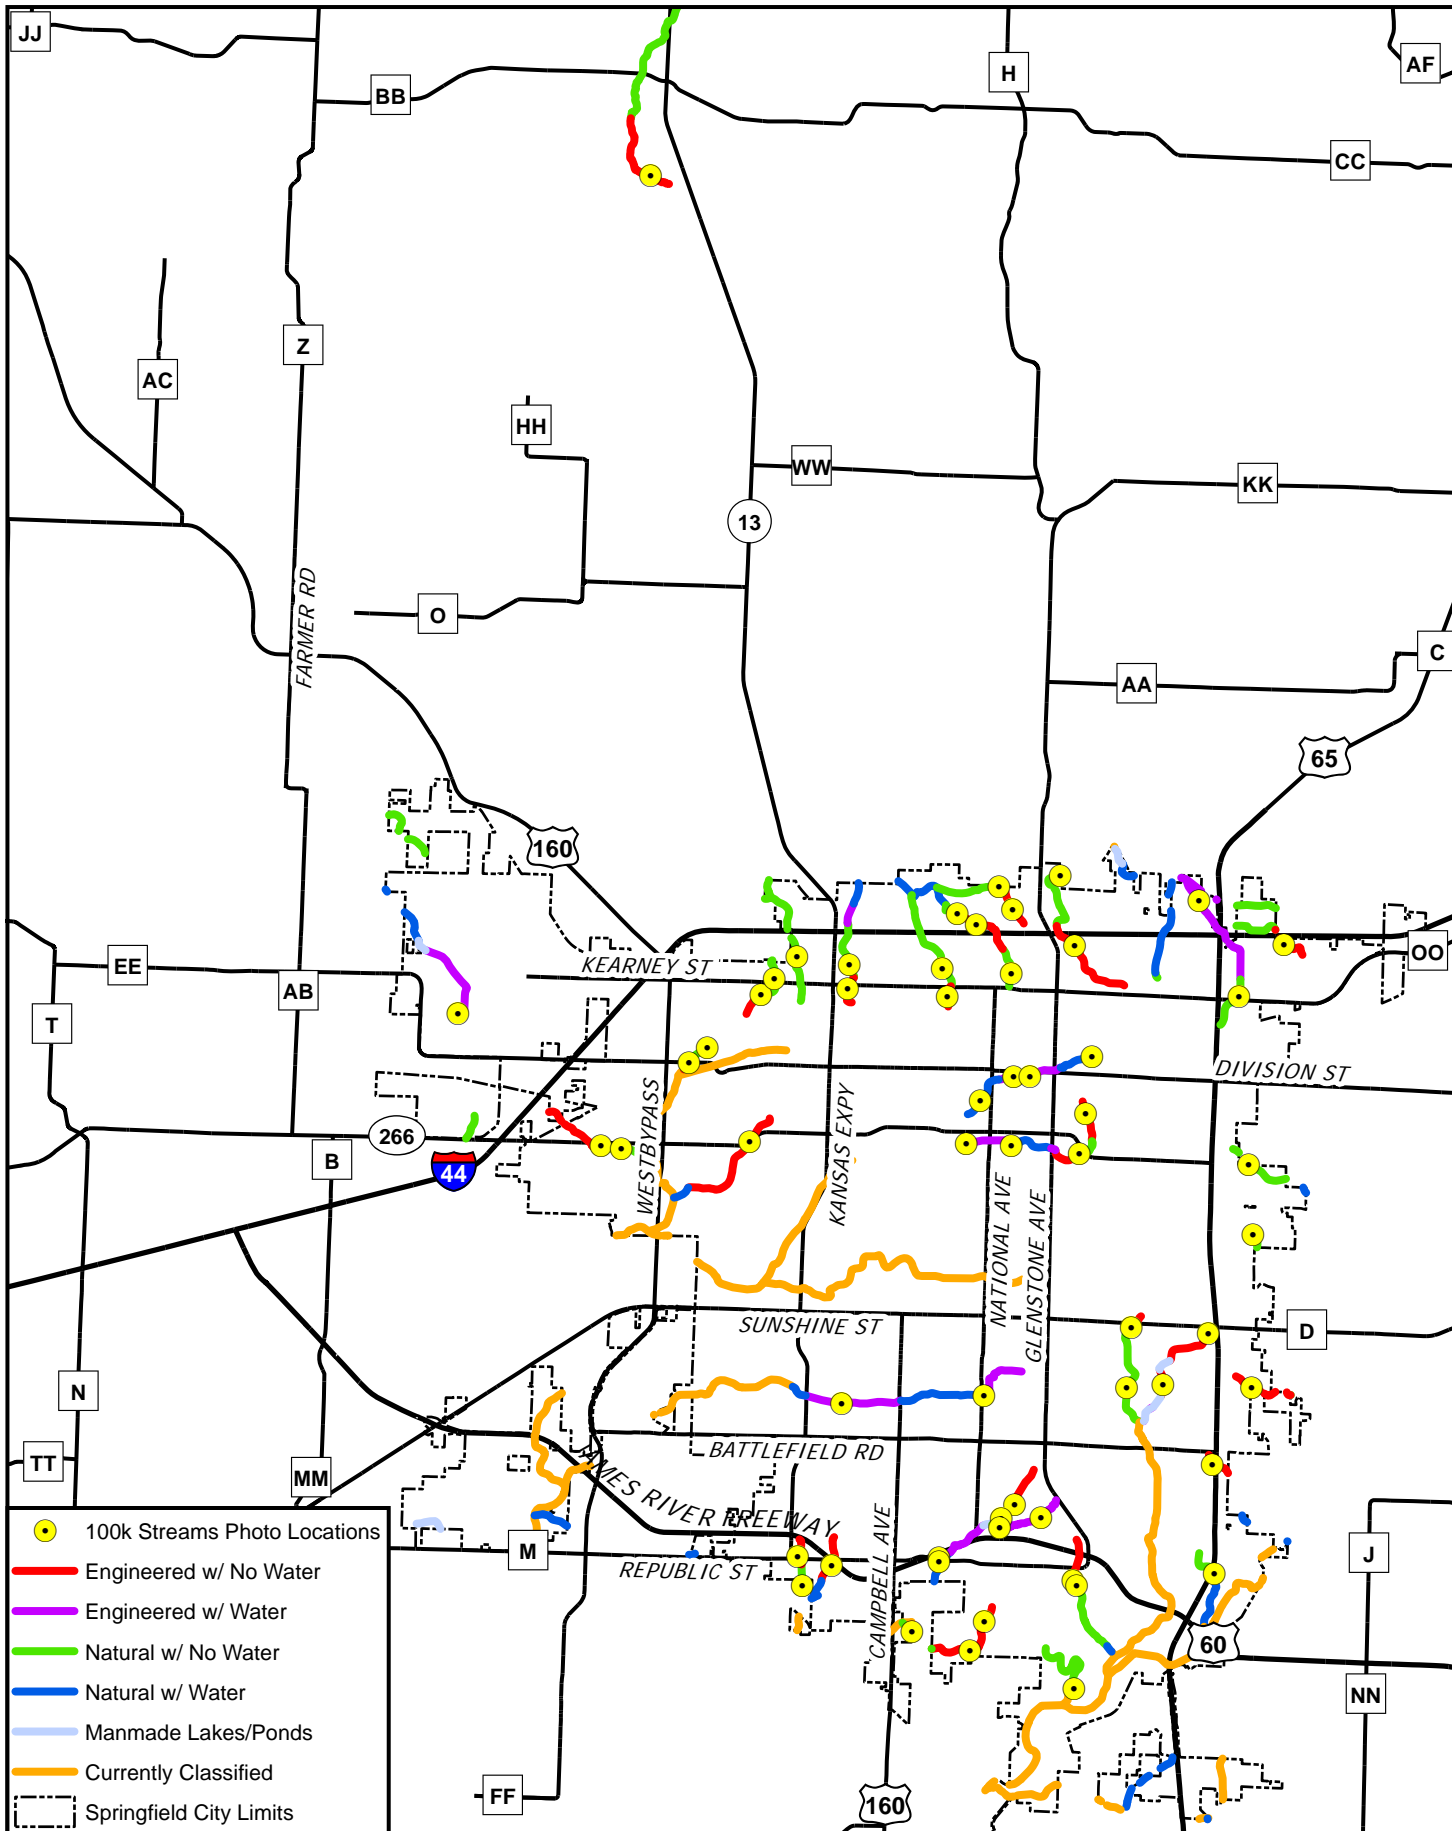 JJ
BB
H
AF
CC
Z
AC
HH
WW
KK
13
FARMER RD
O
C
AA
65
160
KEARNEY ST
OO
EE
AB
T
DIVISION ST
WESTBYPASS
KANSAS EXPY
266
B
44
NATIONAL AVE
GLENSTONE AVE
SUNSHINE ST
D
N
BATTLEFIELD RD
TT
MM
JAMES RIVER FREEWAY
CAMPBELL AVE
M
REPUBLIC ST
J
60
NN
FF
160
100k Streams Photo Locations
Engineered w/ No Water
Engineered w/ Water
Natural w/ No Water
Natural w/ Water
Manmade Lakes/Ponds
Currently Classified
Springfield City Limits